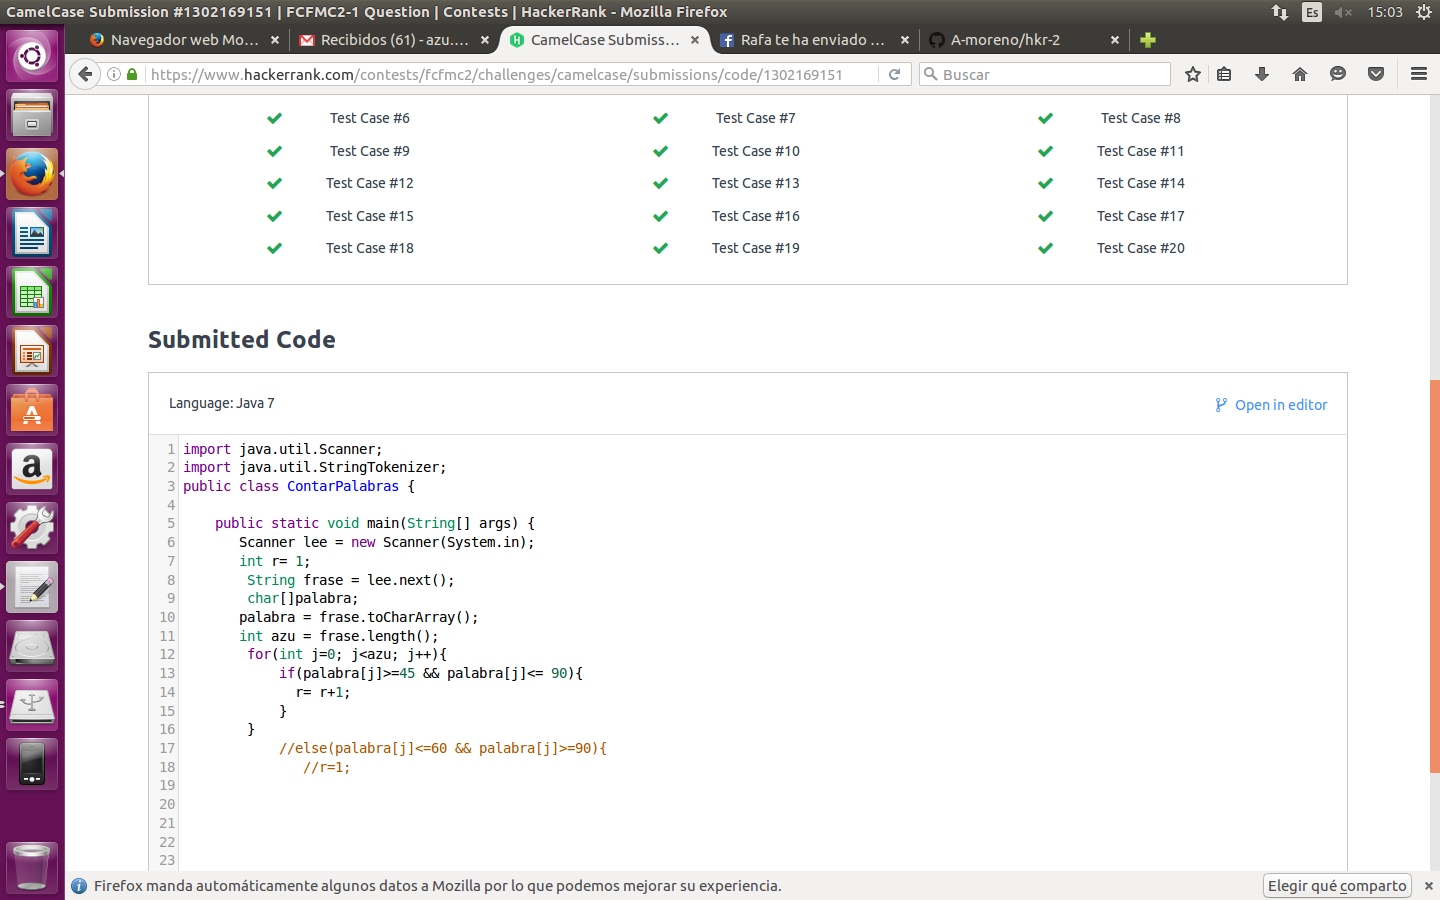 CamelCase Submission #1302169151 | FCFMC2-1 Question | Contests | HackerRank - Mozilla Firefox
Es
15:03
Navegador web Mo...
Recibidos (61) - azu....
CamelCase Submiss...
Rafa te ha enviado ...
A-moreno/hkr-2
https://www.hackerrank.com/contests/fcfmc2/challenges/camelcase/submissions/code/1302169151
Buscar
Test Case #6
Test Case #7
Test Case #8
Test Case #9
Test Case #10
Test Case #11
Test Case #12
Test Case #13
Test Case #14
Test Case #15
Test Case #16
Test Case #17
Test Case #18
Test Case #19
Test Case #20
Submitted Code
Language: Java 7
Open in editor
1 import java.util.Scanner;
2 import java.util.StringTokenizer;
3 public class ContarPalabras {
4
5 public static void main(String[] args) {
6 Scanner lee = new Scanner(System.in);
7 int r= 1;
8 String frase = lee.next();
9 char[]palabra;
10 palabra = frase.toCharArray();
11 int azu = frase.length();
12 for(int j=0; j<azu; j++){
13 if(palabra[j]>=45 && palabra[j]<= 90){
14 r= r+1;
15 }
16 }
17 //else(palabra[j]<=60 && palabra[j]>=90){
18 //r=1;
19
20
21
22
23
Firefox manda automáticamente algunos datos a Mozilla por lo que podemos mejorar su experiencia.
Elegir qué comparto